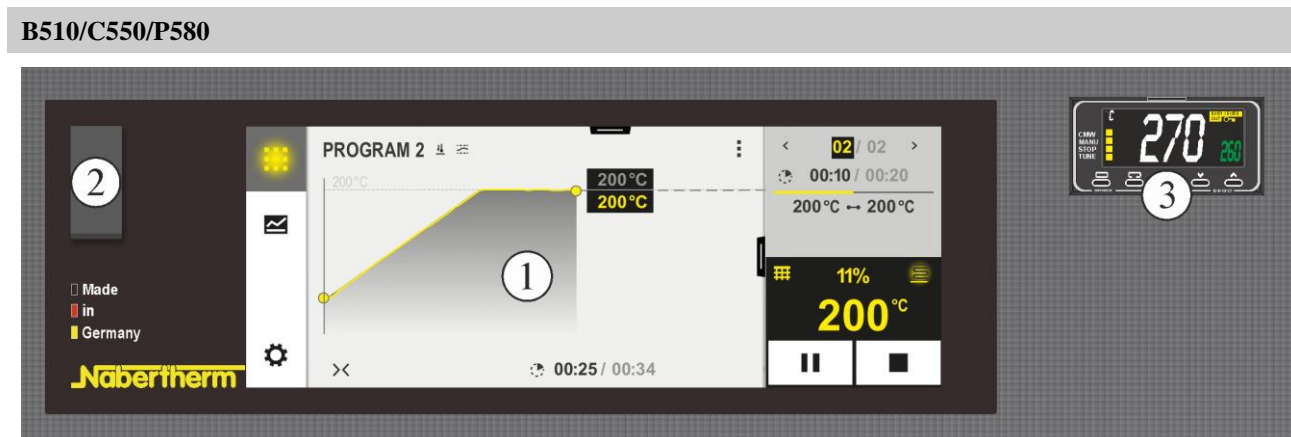 B510/C550/P580
2
PROGRAM 2
200°C
200°C
200°C
1
00:25 / 00:34
02 / 02
00:10 / 00:20
200°C 200°C
11%
200 °C
Made
in
Germany
Nabertherm
C
270
260
CMW
MANU
STOP
TUNE
3